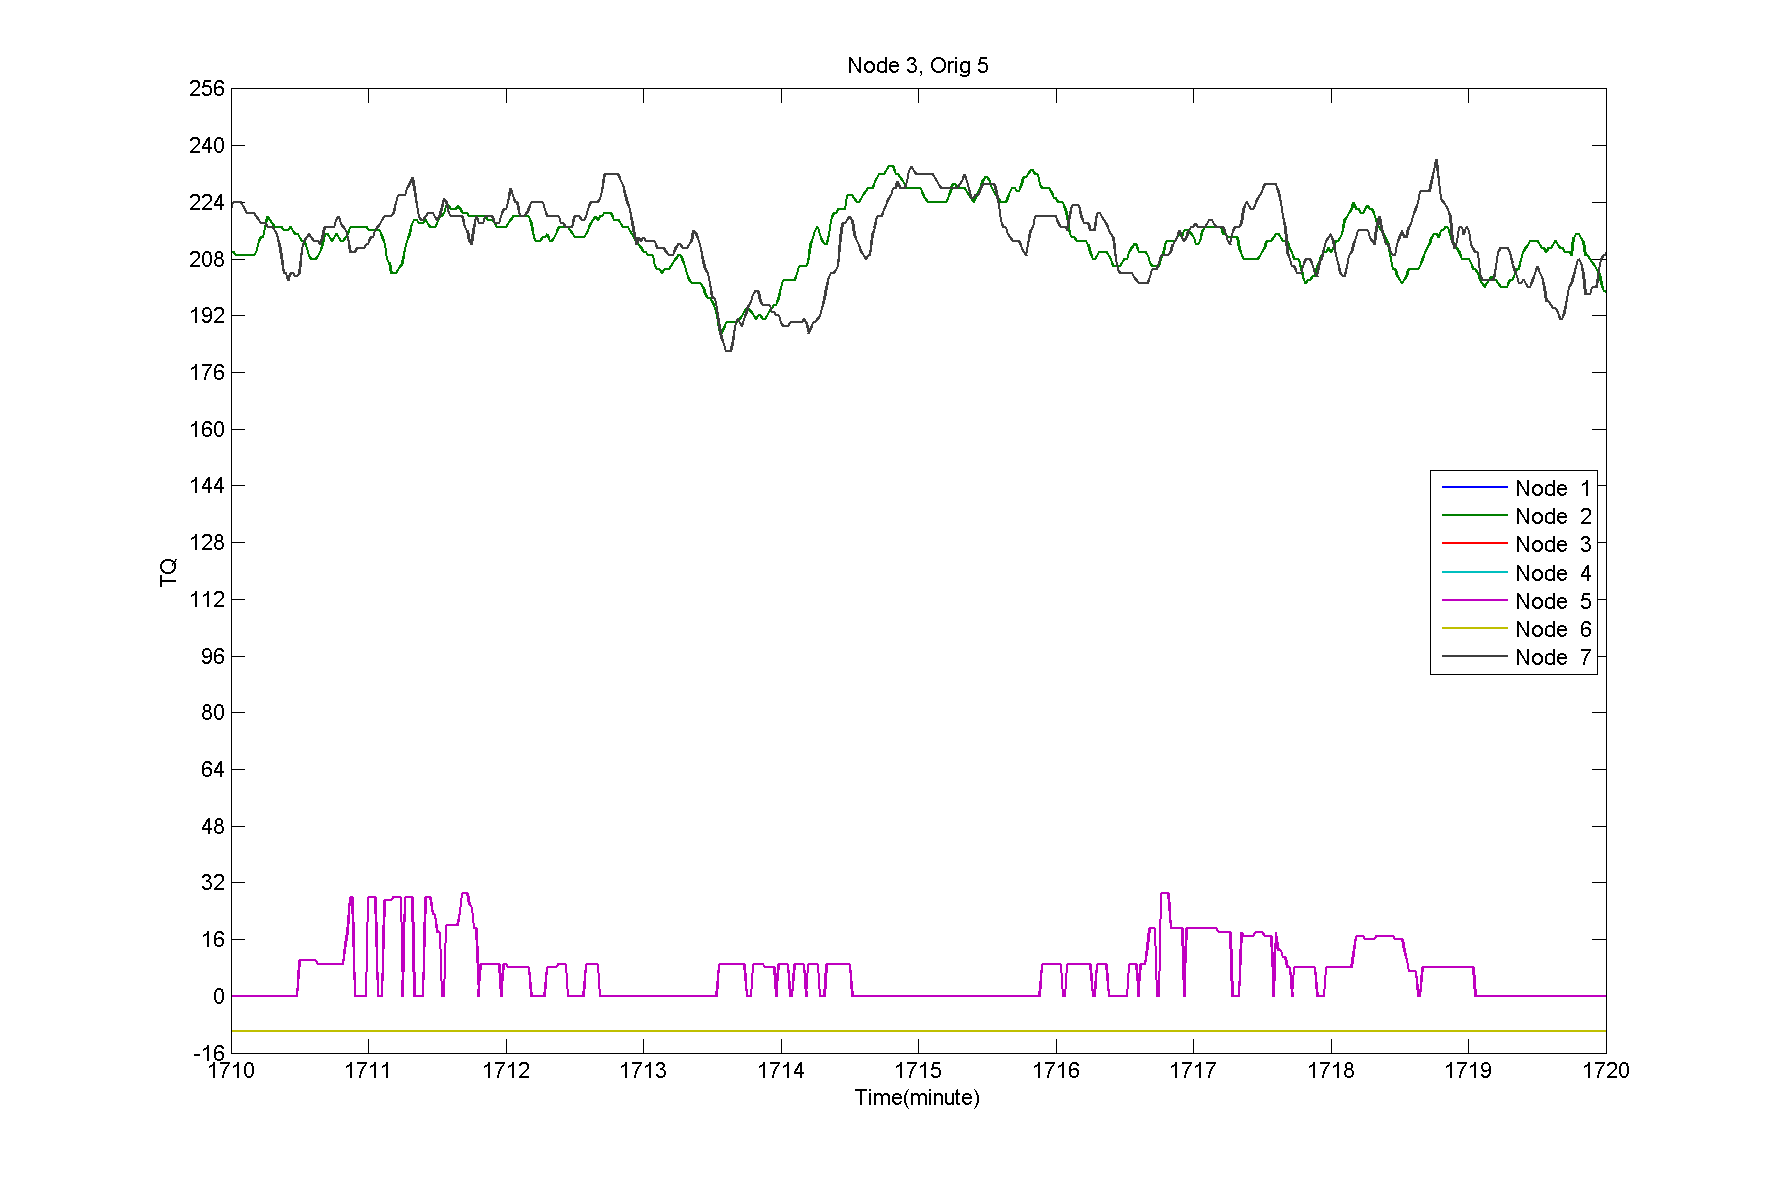 Node 3, Orig 5
256
240
224
208
192
176
160
144
128
112
96
80
64
48
32
16
0
-16
TQ
Node 1
Node 2
Node 3
Node 4
Node 5
Node 6
Node 7
1710 1711 1712 1713 1714 1715 1716 1717 1718 1719 1720
Time(minute)